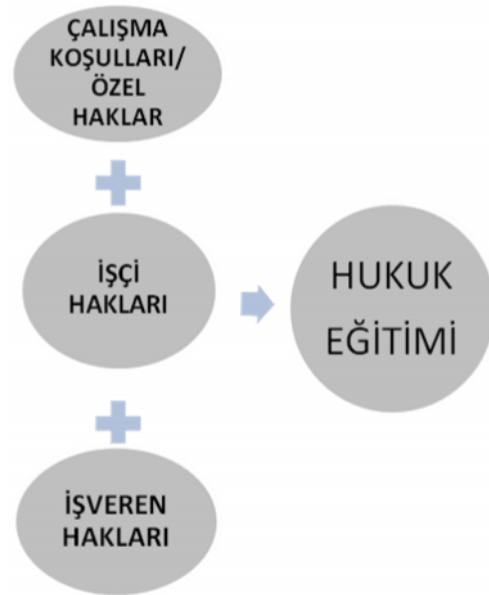 ÇALIŞMA
KOŞULLARI/
ÖZEL
HAKLAR
İŞÇİ
HAKLARI
HUKUK
EĞİTİMİ
İŞVEREN
HAKLARI